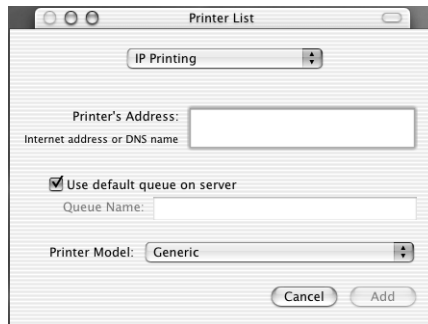 Printer List
IP Printing
Printer's Address:
Internet address or DNS name
Use default queue on server
Queue Name:
Printer Model: Generic
Cancel Add